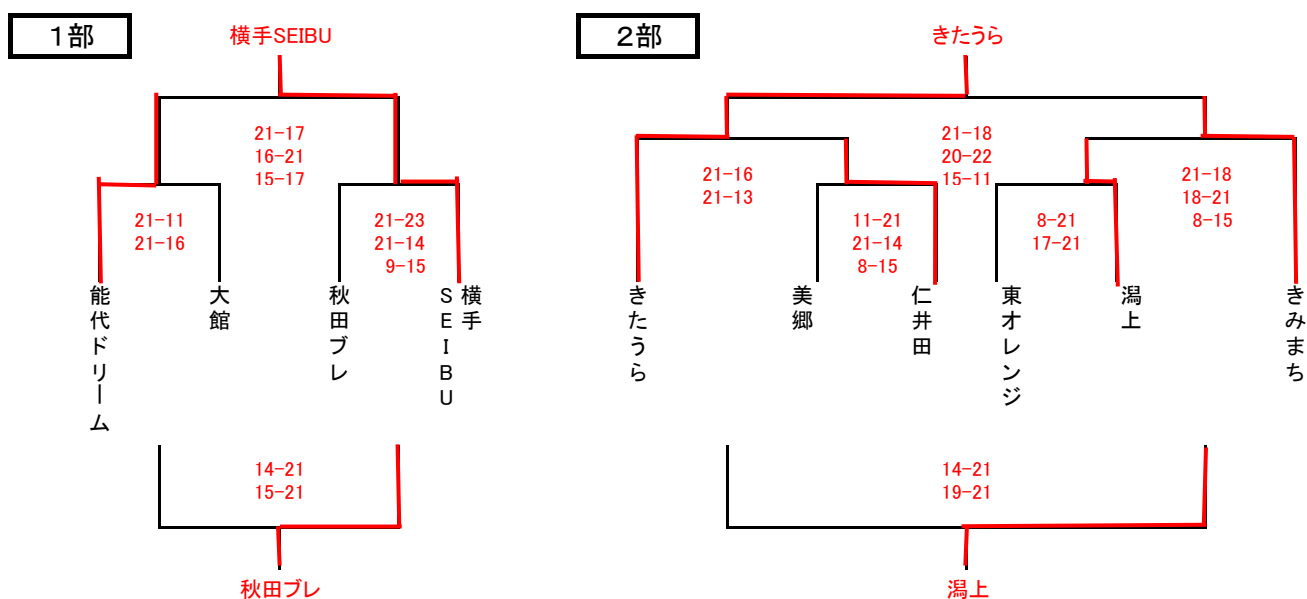 1部
横手SEIBU
21-17
16-21
15-17
21-11
21-16
21-23
21-14
9-15
能代ドリーム
大館
秋田ブレ
横手
SEIBU
14-21
15-21
秋田ブレ
2部
きたうら
21-18
20-22
15-11
21-16
21-13
11-21
21-14
8-15
8-21
17-21
21-18
18-21
8-15
きたうら
美郷
仁井田
東オレンジ
潟上
きみまち
14-21
19-21
潟上